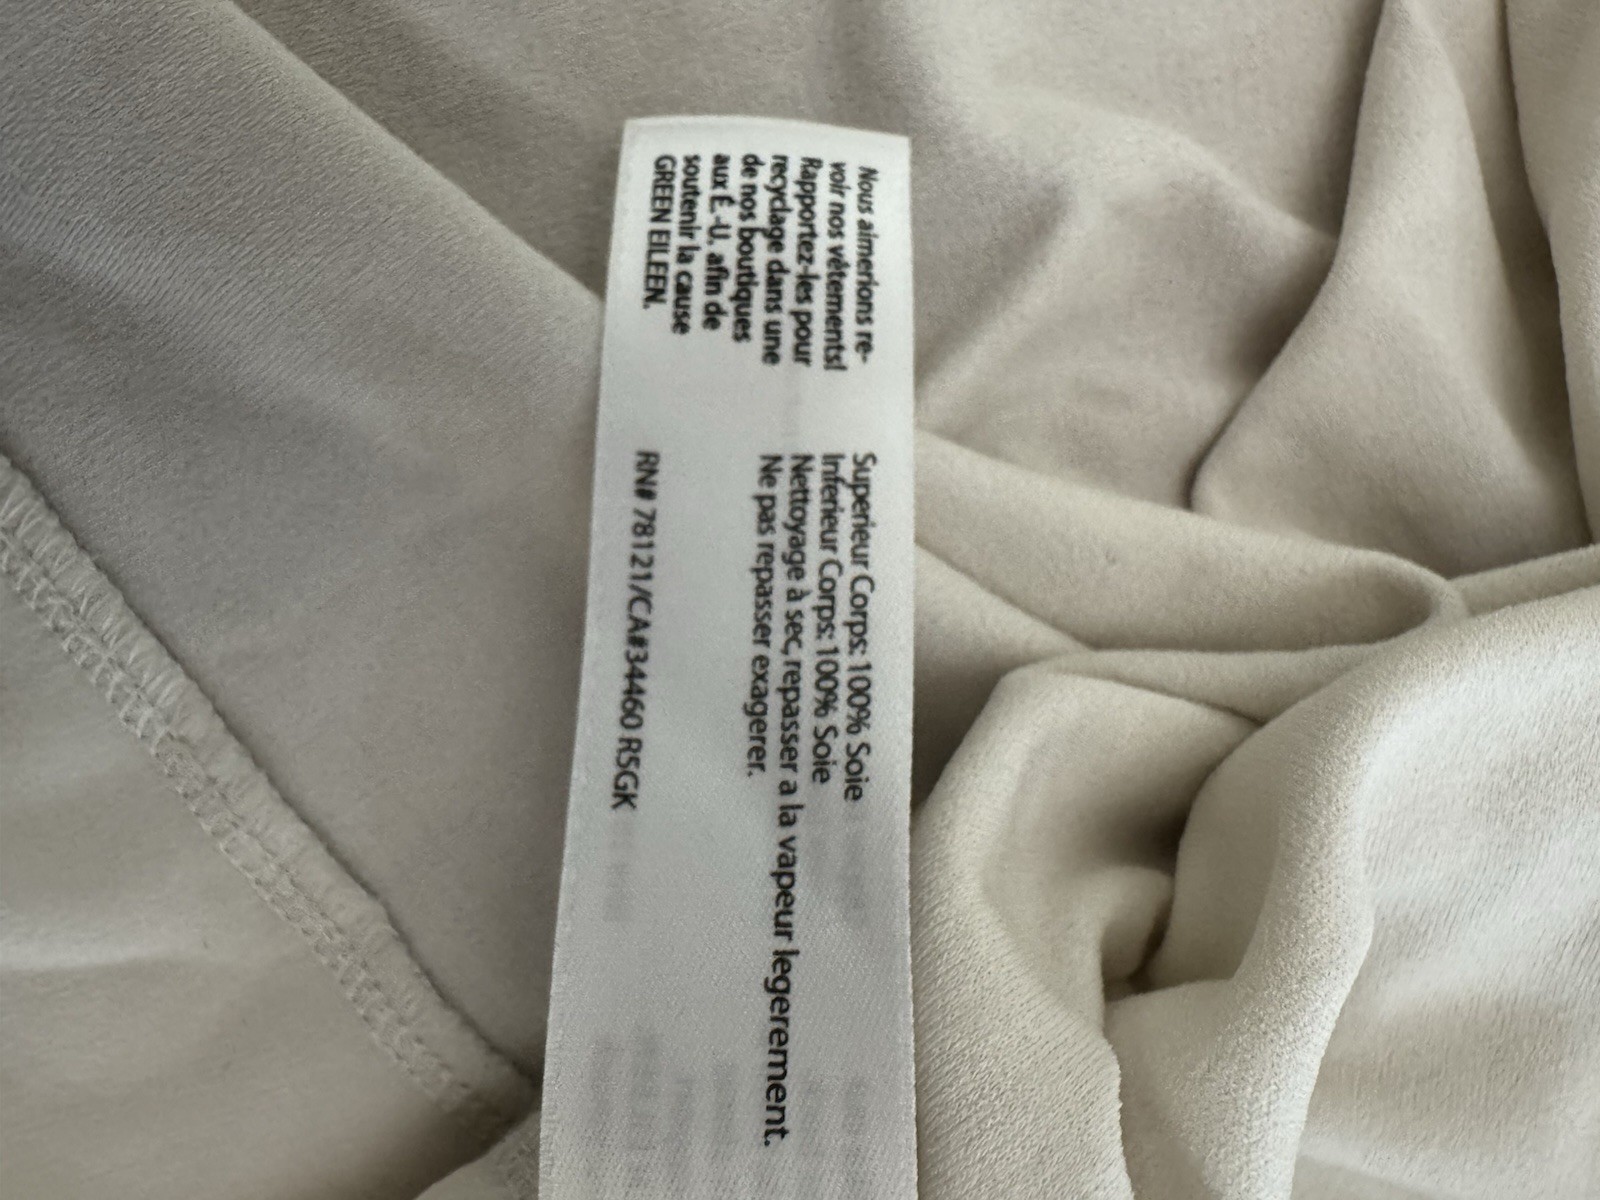 Nous aimerions re-
voir nos vêtements!
Rapportez-les pour
recyclage dans une
de nos boutiques
aux É.-U. afin de
soutenir la cause
GREEN EILEEN.
Superieur Corps: 100% Soie
Inferieur Corps: 100% Soie
Nettoyage à sec, repasser a la vapeur legerement.
Ne pas repasser exagerer.
RN# 78121/CA#34460 R5GK